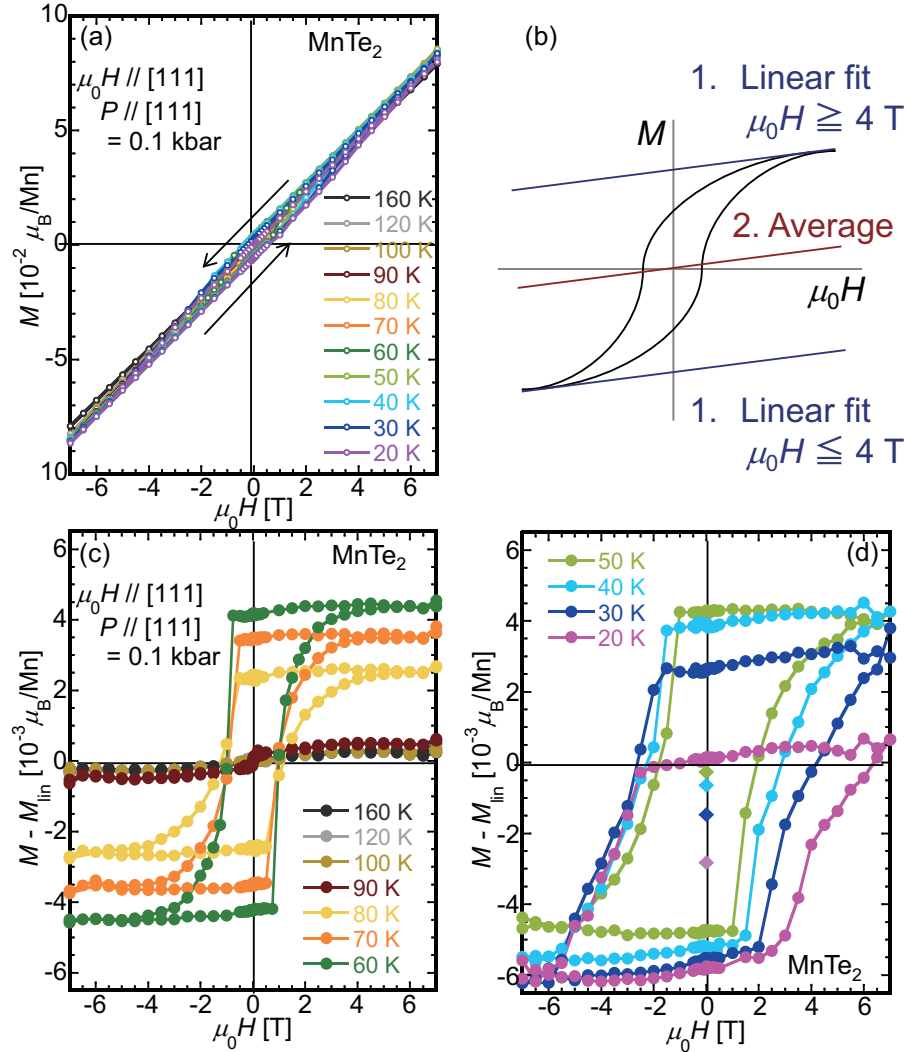 10
(a)
MnTe2
μ0H // [111]
P // [111]
= 0.1 kbar
5
0
-5
10
M [10-2 μB/Mn]
160 K
120 K
100 K
90 K
80 K
70 K
60 K
50 K
40 K
30 K
20 K
-6 -4 -2 0 2 4 6
μ0H [T]
(b)
1. Linear fit
μ0H ≧ 4 T
M
2. Average
μ0H
1. Linear fit
μ0H ≦ 4 T
(c)
MnTe2
μ0H // [111]
P // [111]
= 0.1 kbar
6
4
2
0
-2
-4
-6
M - Mlin [10-3 μB/Mn]
160 K
120 K
100 K
90 K
80 K
70 K
60 K
-6 -4 -2 0 2 4 6
μ0H [T]
(d)
50 K
40 K
30 K
20 K
6
4
2
0
-2
-4
-6
M - Mlin [10-3 μB/Mn]
MnTe2
-6 -4 -2 0 2 4 6
μ0H [T]